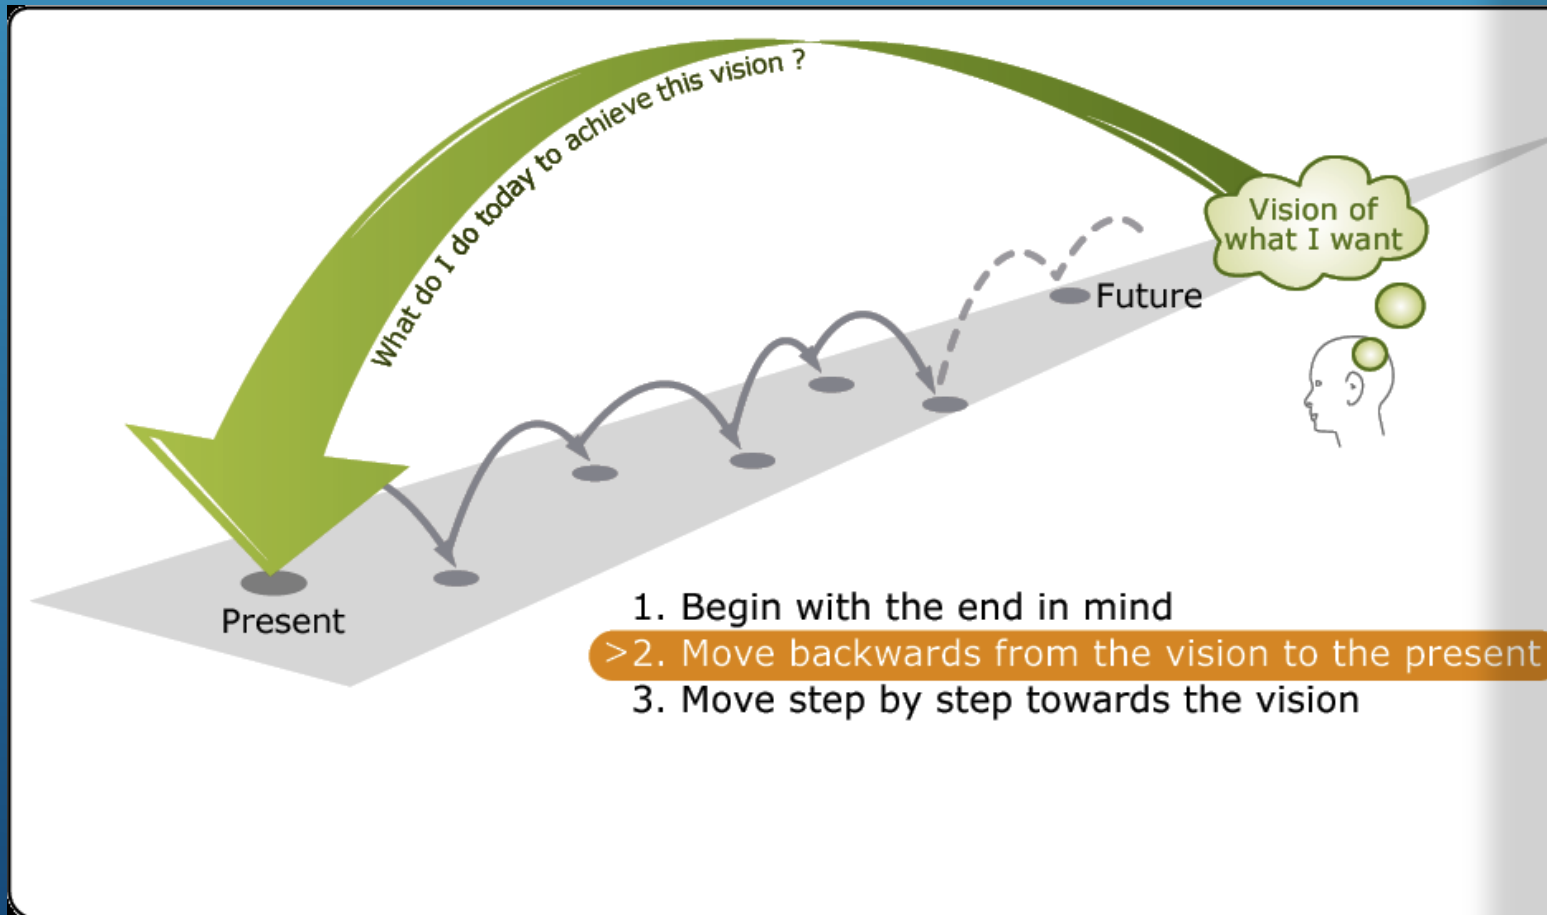 What do I do today to achieve this vision ?
Vision of
what I want
Future
Present
1. Begin with the end in mind
>2. Move backwards from the vision to the present
3. Move step by step towards the vision